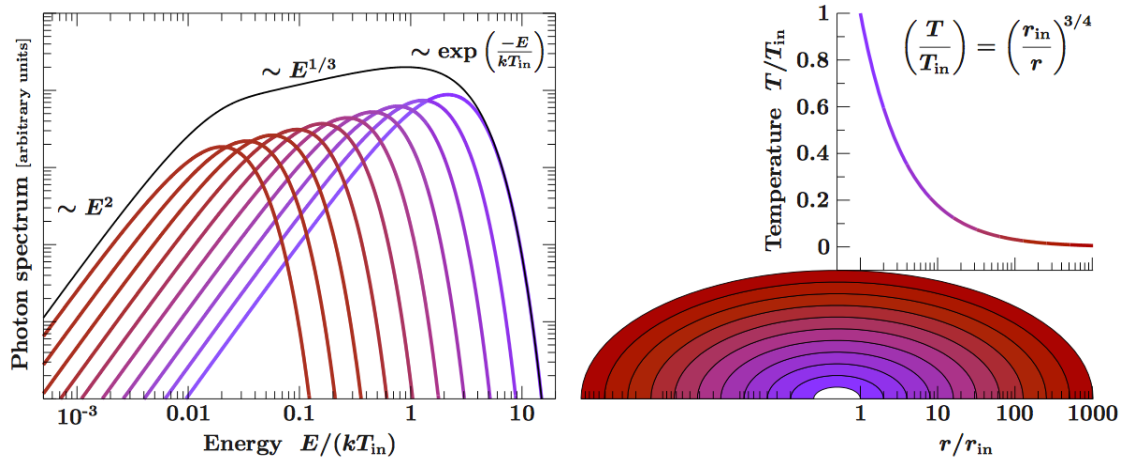 Photon spectrum [arbitrary units]
~ E^2
~ E^{1/3}
~ exp (-E/kT_in)
10^{-3} 0.01 0.1 1 10
Energy E/(kT_in)
Temperature T/T_in
1
0.8
0.6
0.4
0.2
0
(T/T_in) = (r_in/r)^{3/4}
1 10 100 1000
r/r_in